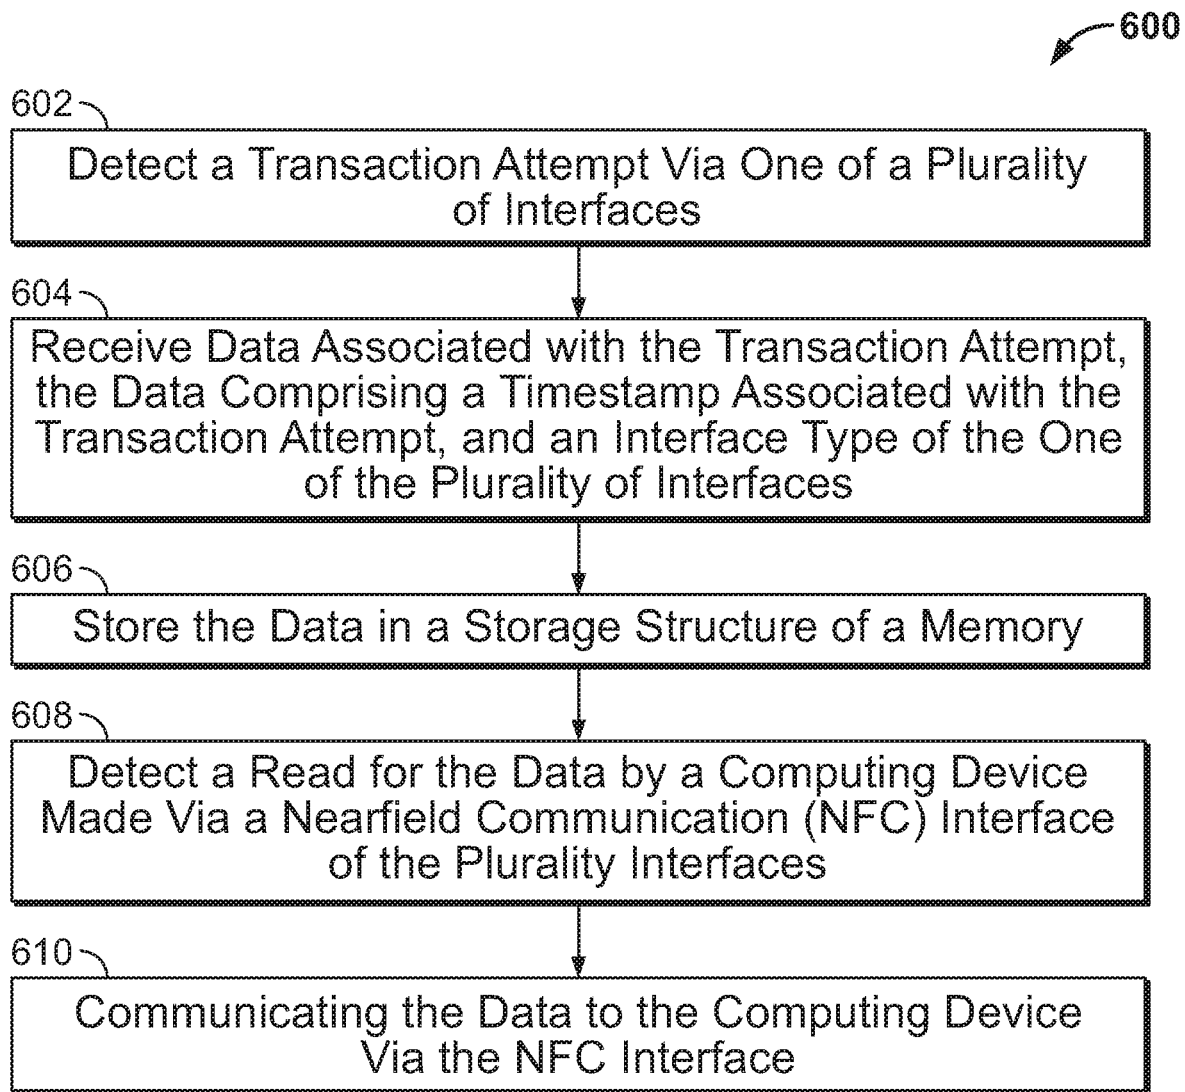 600
602
Detect a Transaction Attempt Via One of a Plurality
of Interfaces
604
Receive Data Associated with the Transaction Attempt,
the Data Comprising a Timestamp Associated with the
Transaction Attempt, and an Interface Type of the One
of the Plurality of Interfaces
606
Store the Data in a Storage Structure of a Memory
608
Detect a Read for the Data by a Computing Device
Made Via a Nearfield Communication (NFC) Interface
of the Plurality Interfaces
610
Communicating the Data to the Computing Device
Via the NFC Interface